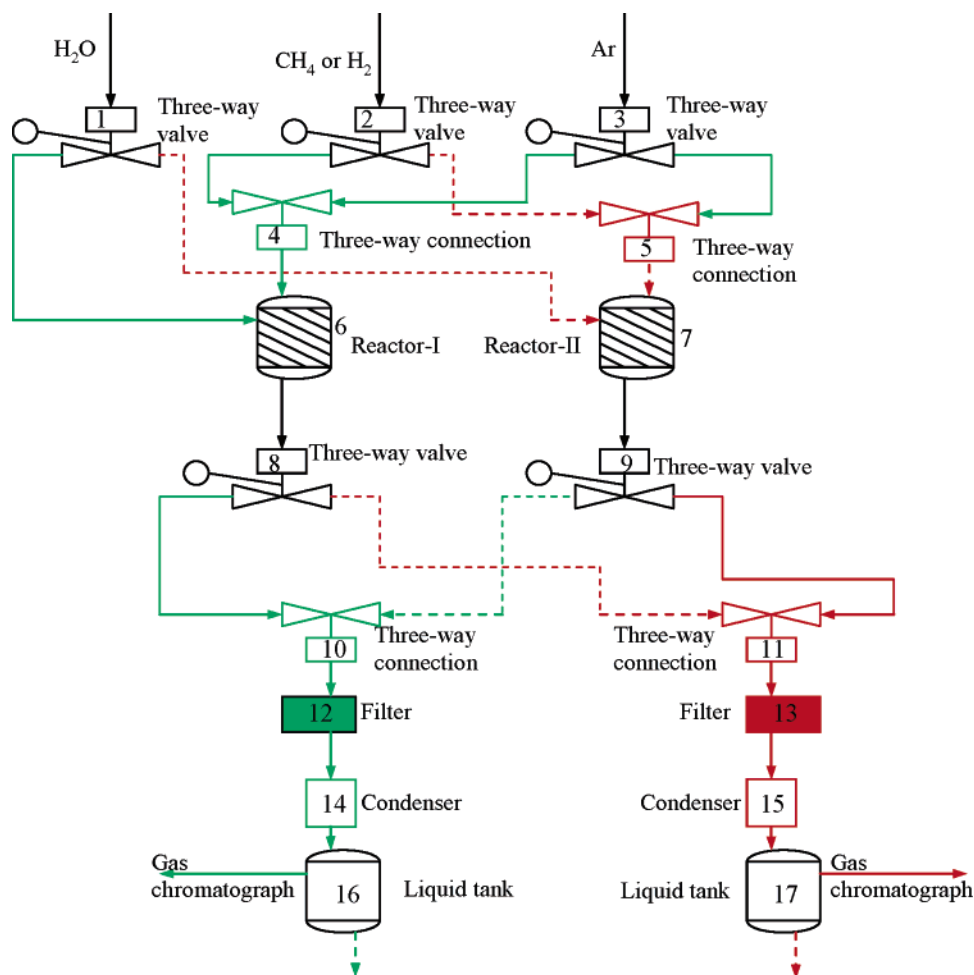 H₂O
CH₄ or H₂
Ar
1
Three-way
valve
2
Three-way
valve
3
Three-way
valve
4
Three-way connection
5
Three-way
connection
6
Reactor-I
Reactor-II
7
8
Three-way valve
9
Three-way valve
10
Three-way
connection
Three-way
connection
11
12
Filter
Filter
13
14
Condenser
Condenser
15
Gas
chromatograph
16
Liquid tank
Liquid tank
17
Gas
chromatograph